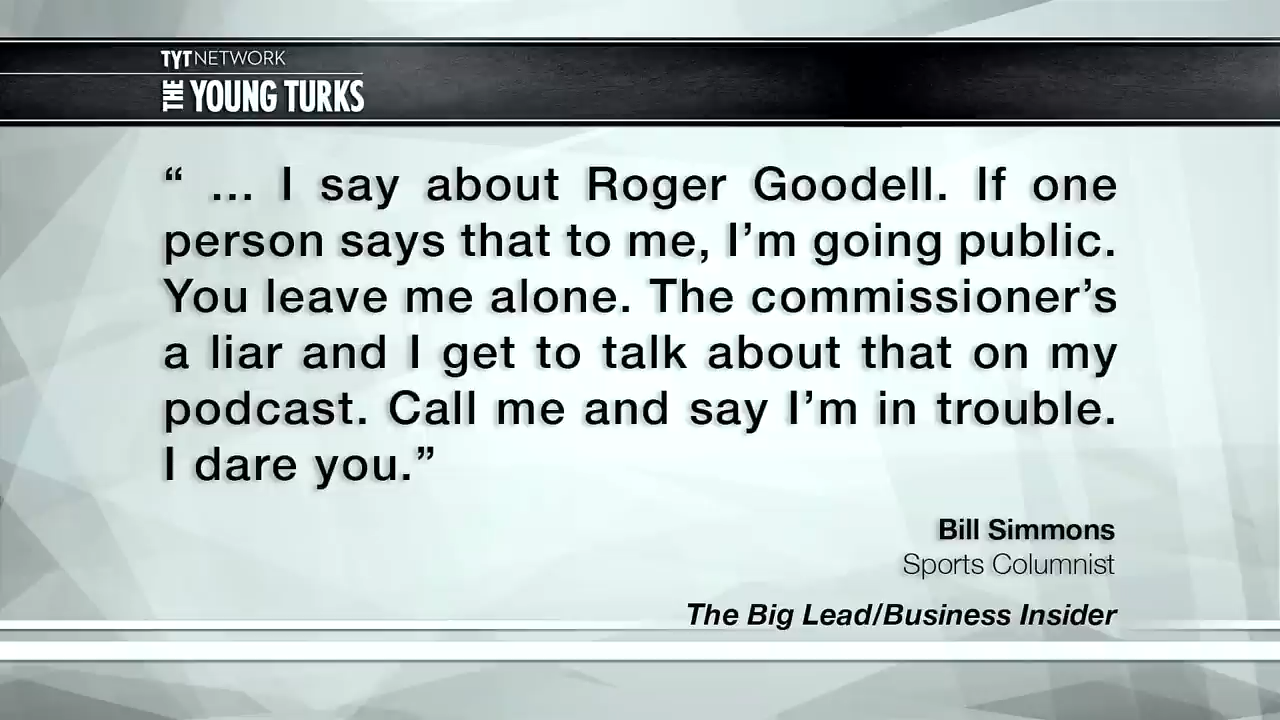 TYT NETWORK
THE YOUNG TURKS
“ ... I say about Roger Goodell. If one
person says that to me, I’m going public.
You leave me alone. The commissioner’s
a liar and I get to talk about that on my
podcast. Call me and say I’m in trouble.
I dare you.”
Bill Simmons
Sports Columnist
The Big Lead/Business Insider